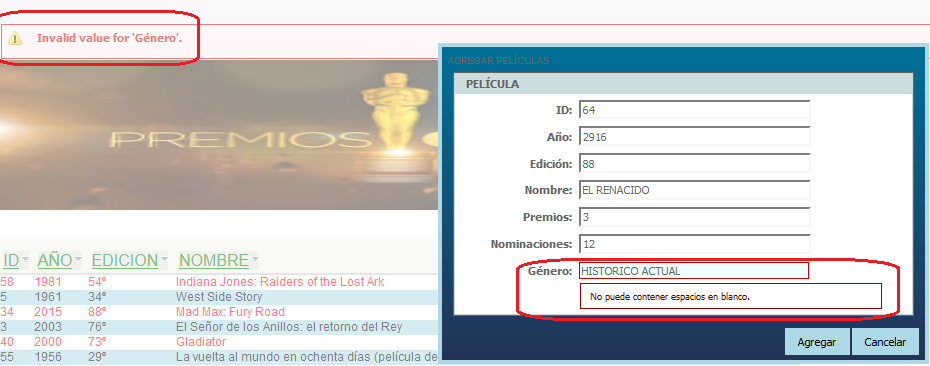 Invalid value for 'Género'.
PREMIOS
AGREGAR PELÍCULAS
PELÍCULA
ID: 64
Año: 2916
Edición: 88
Nombre: EL RENACIDO
Premios: 3
Nominaciones: 12
Género: HISTORICO ACTUAL
No puede contener espacios en blanco.
Agregar Cancelar
ID AÑO EDICION NOMBRE
58 1981 54º Indiana Jones: Raiders of the Lost Ark
5 1961 34º West Side Story
34 2015 88º Mad Max: Fury Road
3 2003 76º El Señor de los Anillos: el retorno del Rey
40 2000 73º Gladiator
55 1956 29º La vuelta al mundo en ochenta días (película de